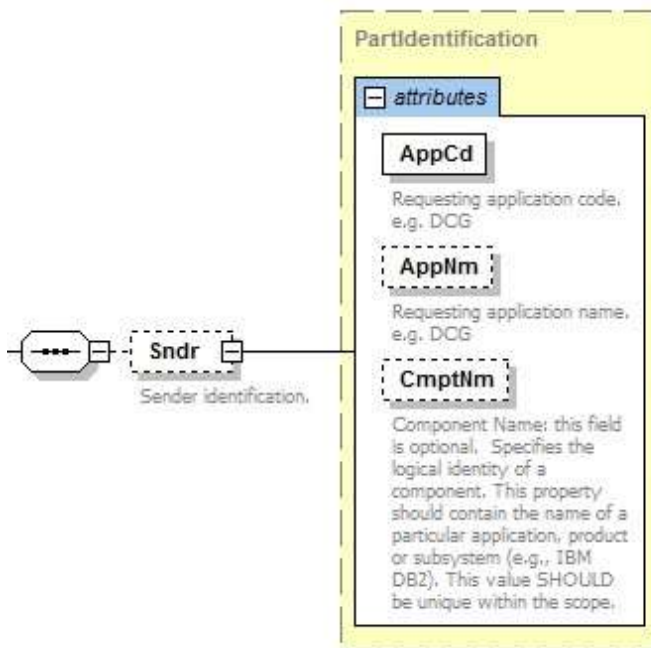 PartIdentification
attributes
AppCd
Requesting application code.
e.g. DCG
AppNm
Requesting application name.
e.g. DCG
Sndr
Sender identification.
CmptNm
Component Name: this field
is optional.  Specifies the
logical identity of a
component. This property
should contain the name of a
particular application, product
or subsystem (e.g., IBM
DB2). This value SHOULD
be unique within the scope.